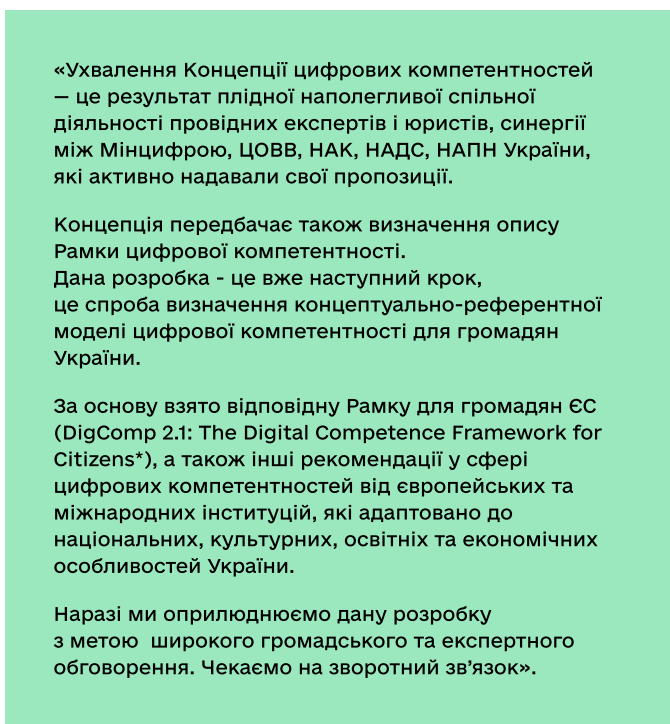 «Ухвалення Концепції цифрових компетентностей
— це результат плідної наполегливої спільної
діяльності провідних експертів і юристів, синергії
між Мінцифрою, ЦОВВ, НАК, НАДС, НАПН України,
які активно надавали свої пропозиції.
Концепція передбачає також визначення опису
Рамки цифрової компетентності.
Дана розробка - це вже наступний крок,
це спроба визначення концептуально-референтної
моделі цифрової компетентності для громадян
України.
За основу взято відповідну Рамку для громадян ЄС
(DigComp 2.1: The Digital Competence Framework for
Citizens*), а також інші рекомендації у сфері
цифрових компетентностей від європейських та
міжнародних інституцій, які адаптовано до
національних, культурних, освітніх та економічних
особливостей України.
Наразі ми оприлюднюємо дану розробку
з метою  широкого громадського та експертного
обговорення. Чекаємо на зворотний зв’язок».